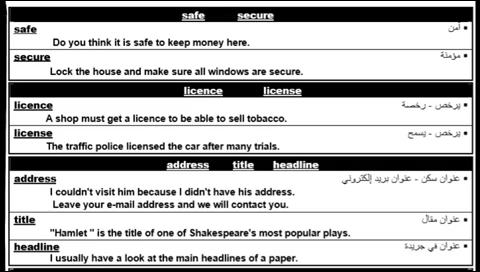 safe secure
safe ▪ آمن
Do you think it is safe to keep money here.
secure ▪ مؤمنة
Lock the house and make sure all windows are secure.
licence license
licence ▪ يرخص - رخصة
A shop must get a licence to be able to sell tobacco.
license ▪ يرخص - يسمح
The traffic police licensed the car after many trials.
address title headline
address ▪ عنوان سكن - عنوان بريد إلكتروني
I couldn't visit him because I didn't have his address.
Leave your e-mail address and we will contact you.
title ▪ عنوان مقال
"Hamlet " is the title of one of Shakespeare's most popular plays.
headline ▪ عنوان في جريدة
I usually have a look at the main headlines of a paper.